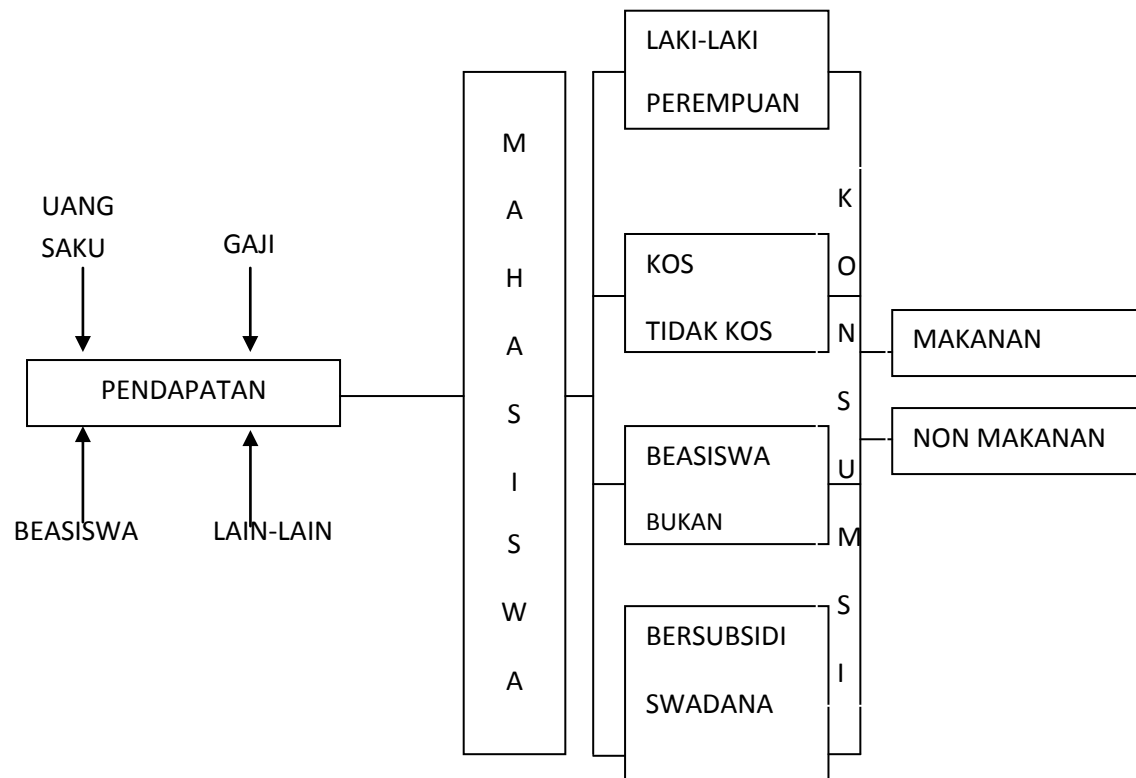 UANG
SAKU
GAJI
PENDAPATAN
BEASISWA
LAIN-LAIN
M
A
H
A
S
I
S
W
A
LAKI-LAKI
PEREMPUAN
KOS
TIDAK KOS
BEASISWA
BUKAN
BERSUBSIDI
SWADANA
K
O
N
S
U
M
S
I
MAKANAN
NON MAKANAN